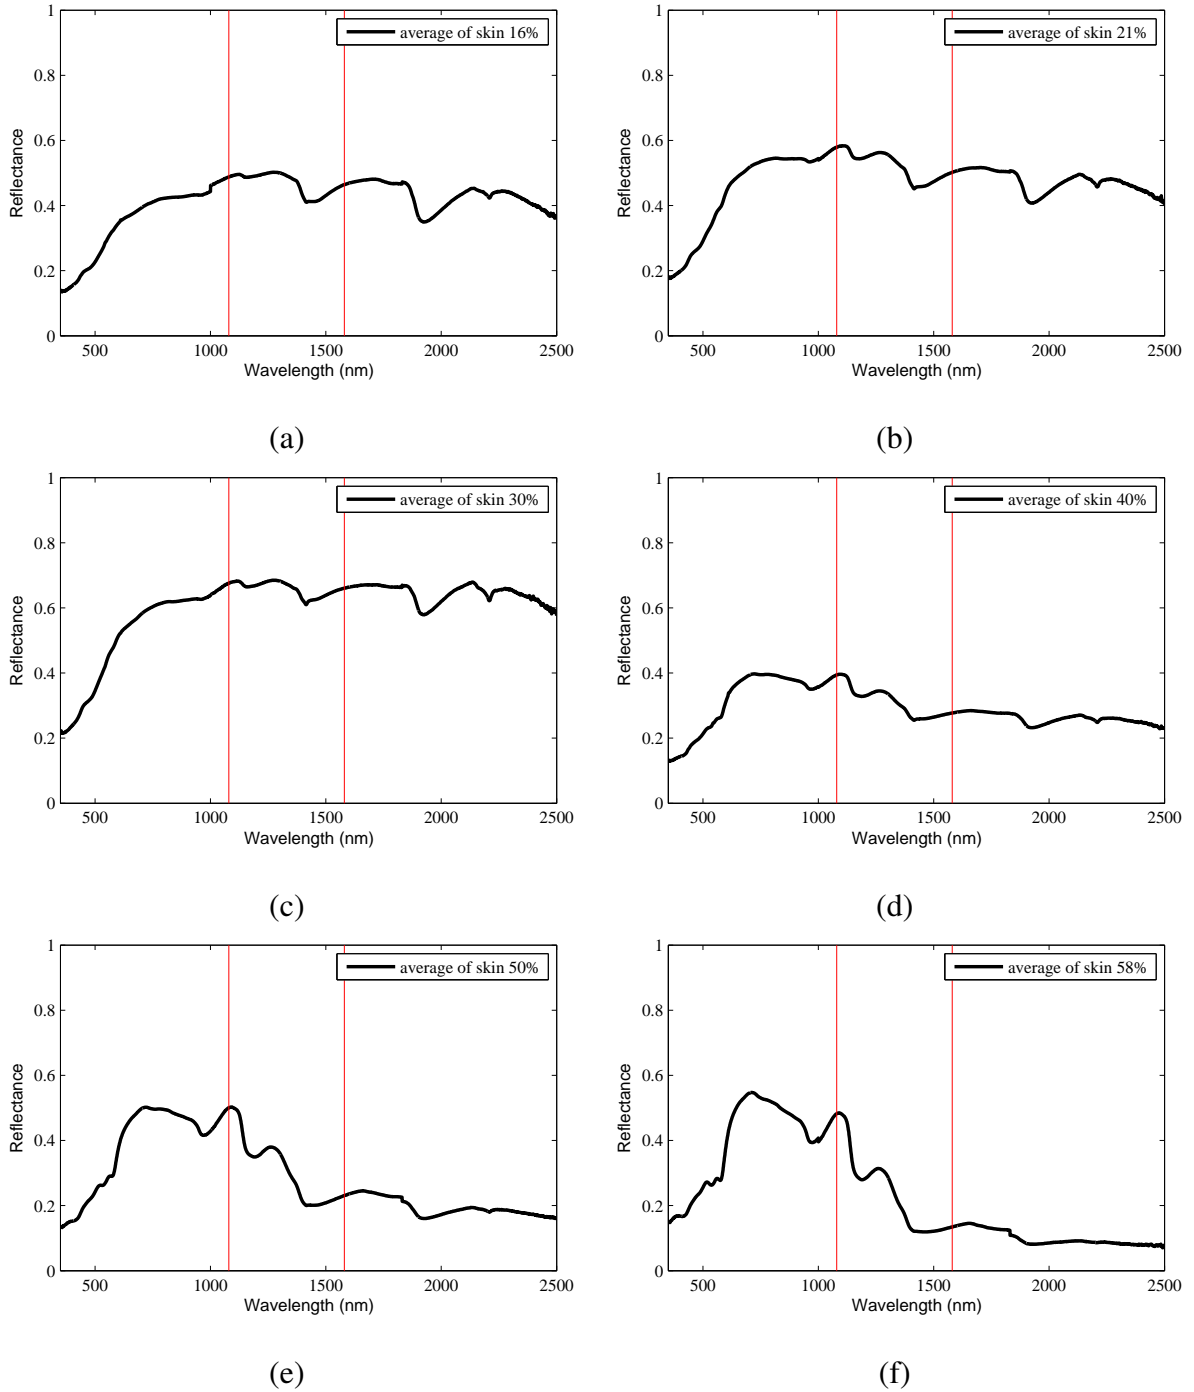 1
0.8
0.6
0.4
0.2
0
Reflectance
average of skin 16%
500 1000 1500 2000 2500
Wavelength (nm)
(a)
1
0.8
0.6
0.4
0.2
0
Reflectance
average of skin 21%
500 1000 1500 2000 2500
Wavelength (nm)
(b)
1
0.8
0.6
0.4
0.2
0
Reflectance
average of skin 30%
500 1000 1500 2000 2500
Wavelength (nm)
(c)
1
0.8
0.6
0.4
0.2
0
Reflectance
average of skin 40%
500 1000 1500 2000 2500
Wavelength (nm)
(d)
1
0.8
0.6
0.4
0.2
0
Reflectance
average of skin 50%
500 1000 1500 2000 2500
Wavelength (nm)
(e)
1
0.8
0.6
0.4
0.2
0
Reflectance
average of skin 58%
500 1000 1500 2000 2500
Wavelength (nm)
(f)